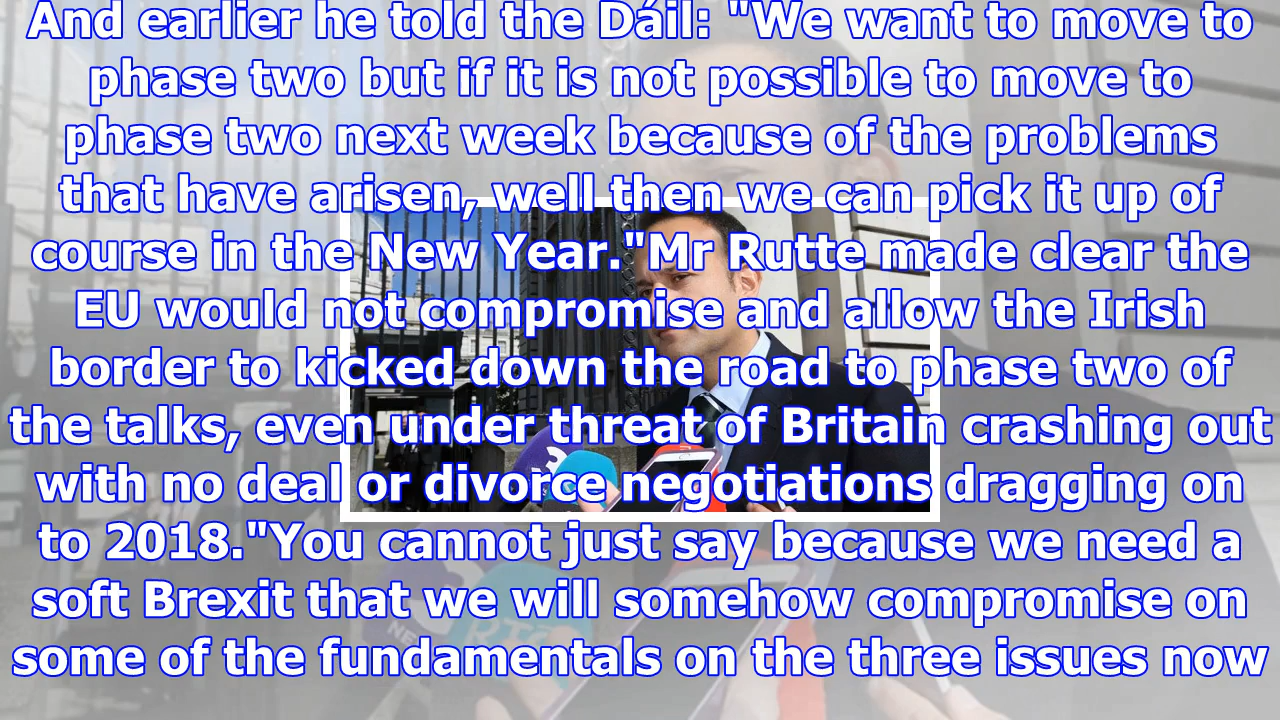 And earlier he told the Dáil: "We want to move to
phase two but if it is not possible to move to
phase two next week because of the problems
that have arisen, well then we can pick it up of
course in the New Year."Mr Rutte made clear the
EU would not compromise and allow the Irish
border to kicked down the road to phase two of
the talks, even under threat of Britain crashing out
with no deal or divorce negotiations dragging on
to 2018."You cannot just say because we need a
soft Brexit that we will somehow compromise on
some of the fundamentals on the three issues now